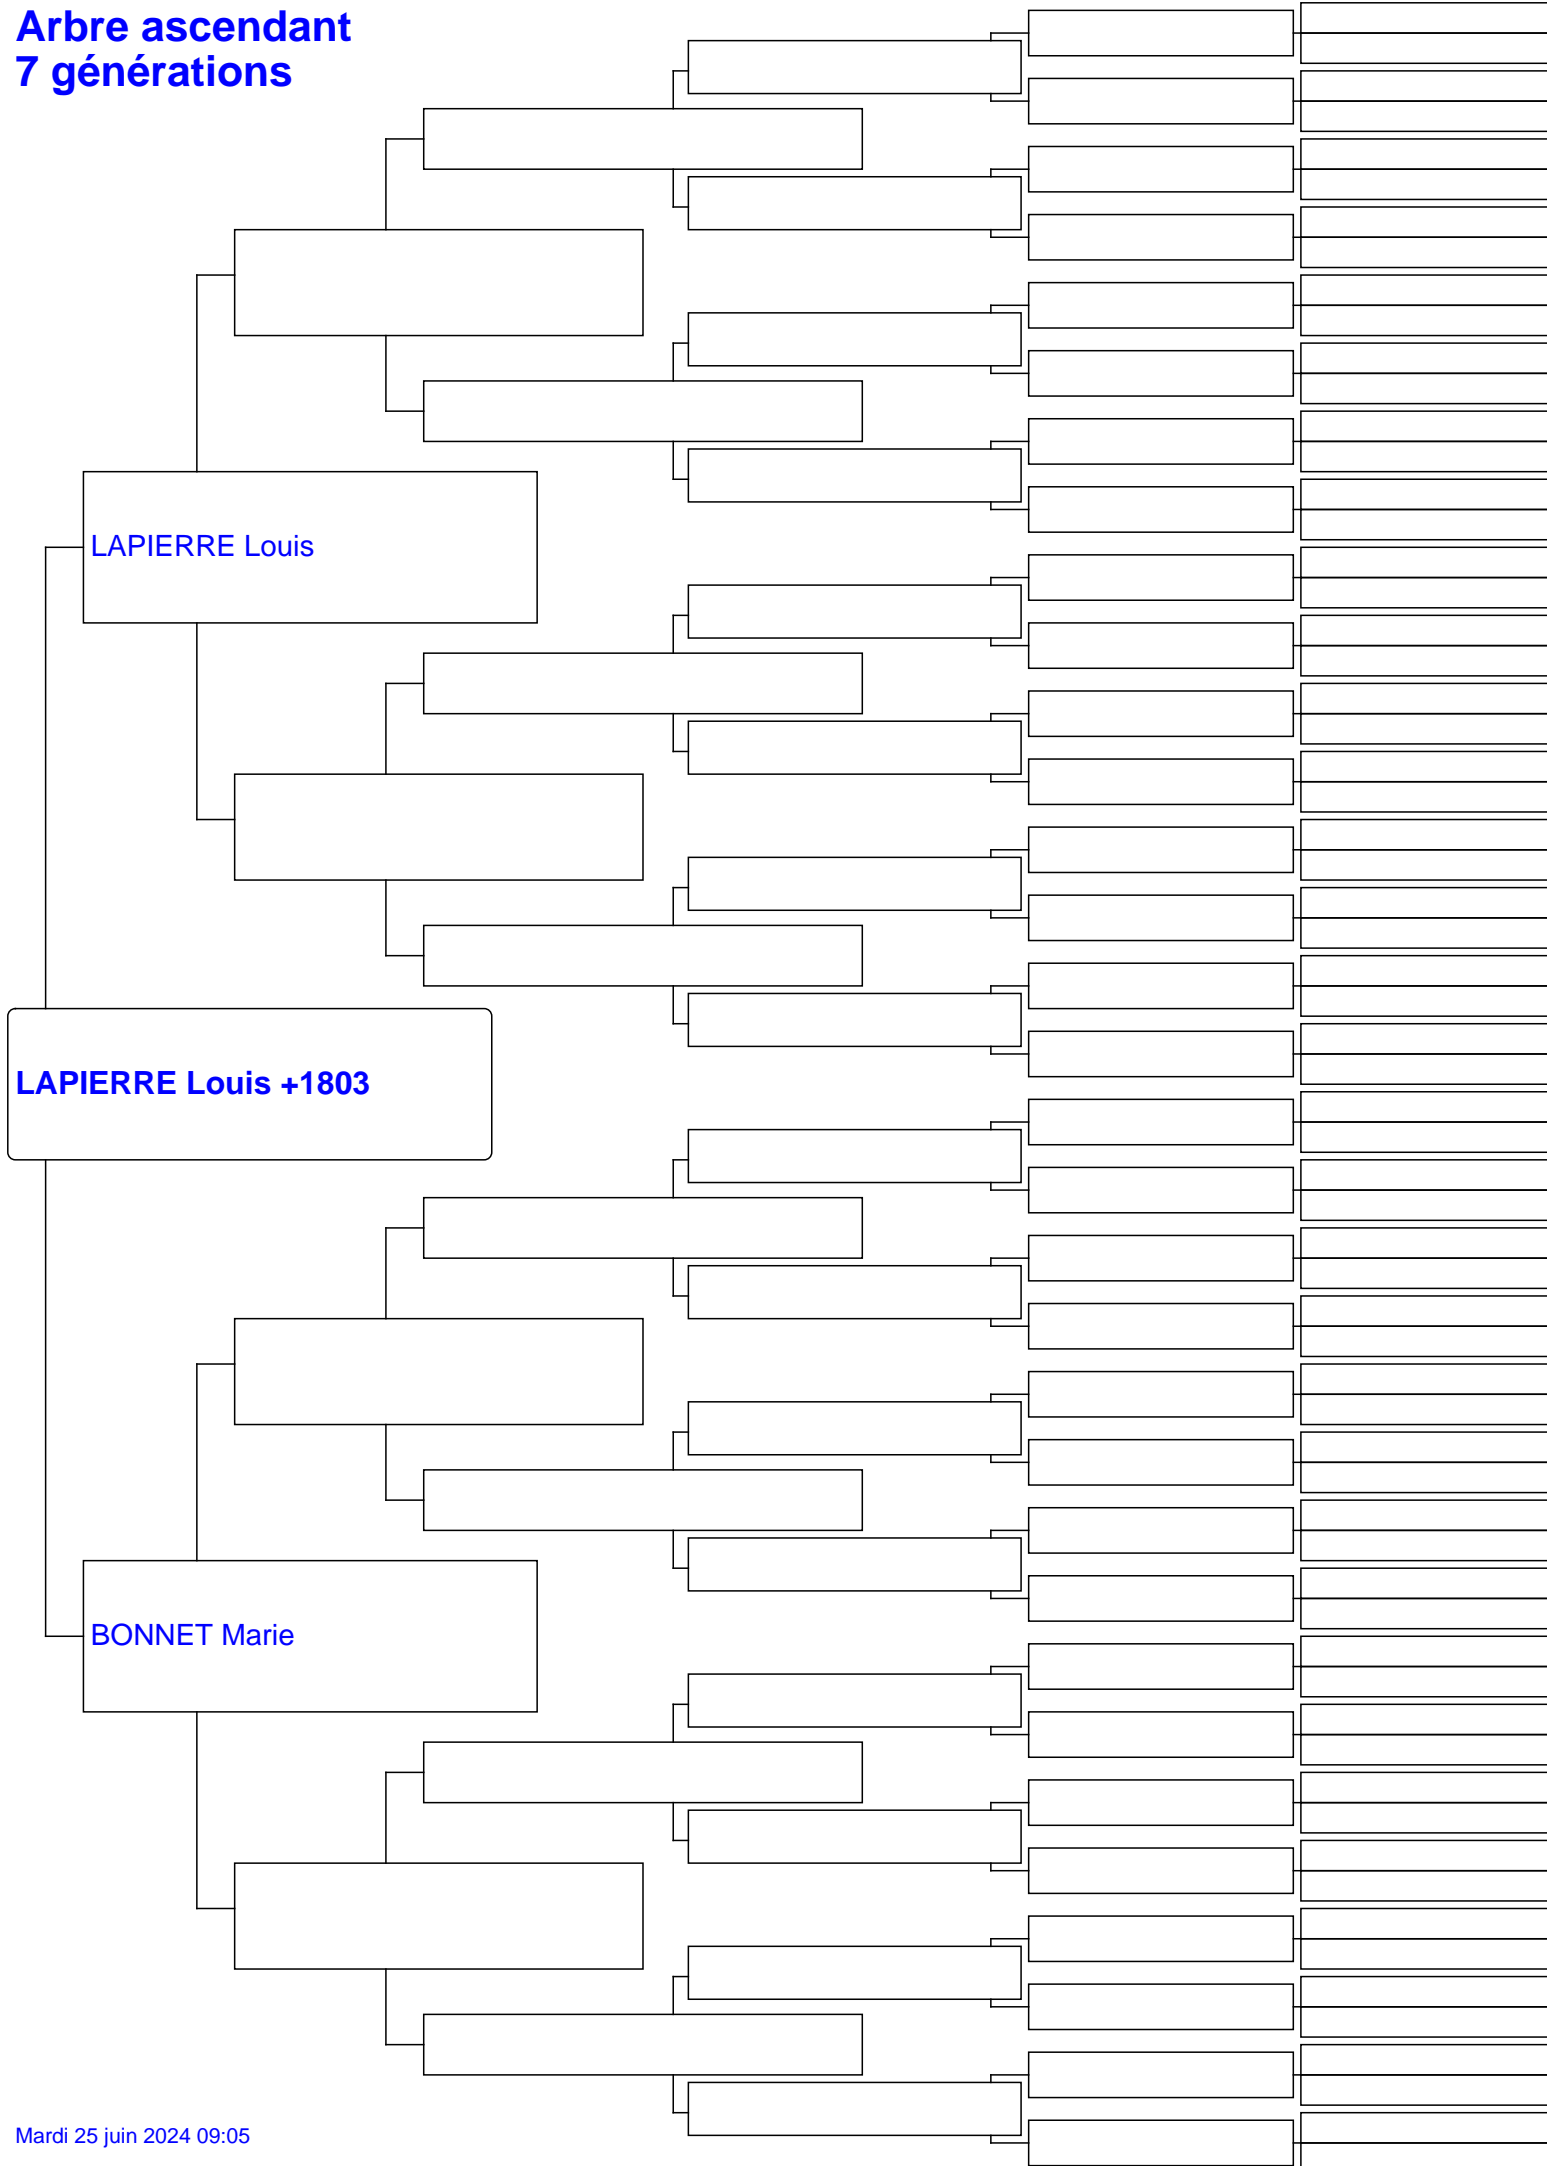 Arbre ascendant
7 générations
LAPIERRE Louis
LAPIERRE Louis +1803
BONNET Marie
Mardi 25 juin 2024 09:05